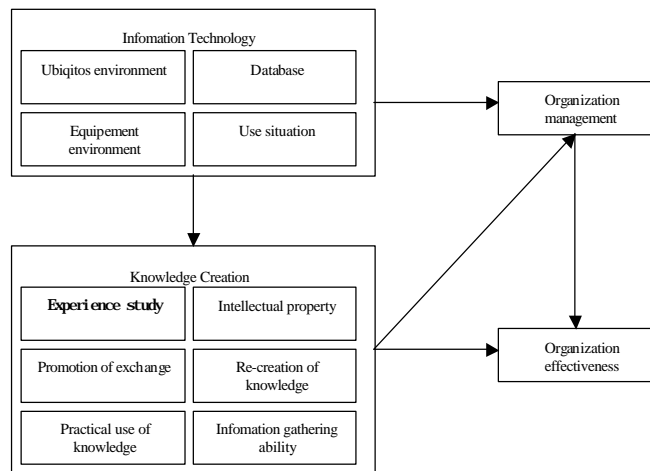 Infomation Technology
Ubiqitos environment
Database
Equipement
environment
Use situation
Organization
management
Knowledge Creation
Experience study
Intellectual property
Promotion of exchange
Re-creation of
knowledge
Practical use of
knowledge
Infomation gathering
ability
Organization
effectiveness